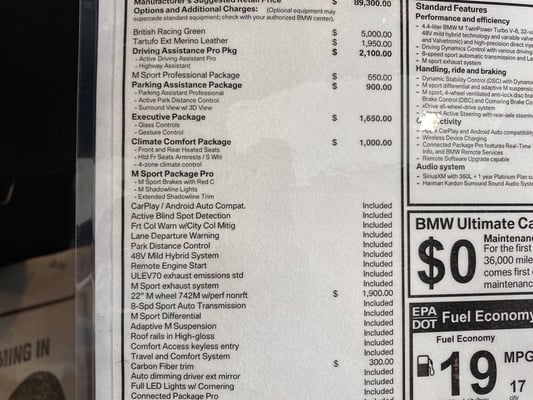 Manufacturer's Suggested Retail Price $ 89,300.00
Options and Additional Charges: (Optional equipment may
supercede standard equipment; check with your authorized BMW center).
British Racing Green $ 5,000.00
Tartufo Ext Merino Leather $ 1,950.00
Driving Assistance Pro Pkg $ 2,100.00
- Active Driving Assistant Pro
- Highway Assistant
M Sport Professional Package $ 650.00
Parking Assistance Package $ 900.00
- Parking Assistant Professional
- Active Park Distance Control
- Surround View w/ 3D View
Executive Package $ 1,650.00
- Glass Controls
- Gesture Control
Climate Comfort Package $ 1,000.00
- Front and Rear Heated Seats
- Htd Fr Seats Armrests / S Whl
- 4-zone climate control
M Sport Package Pro
- M Sport Brakes with Red C
- M Shadowline Lights
- Extended Shadowline Trim
CarPlay / Android Auto Compat. Included
Active Blind Spot Detection Included
Frt Col Warn w/City Col Mitig Included
Lane Departure Warning Included
Park Distance Control Included
48V Mild Hybrid System Included
Remote Engine Start Included
ULEV70 exhaust emissions std Included
M Sport exhaust system Included
22" M wheel 742M w/perf nonrft $ 1,900.00
8-Spd Sport Auto Transmission Included
M Sport Differential Included
Adaptive M Suspension Included
Roof rails in High-gloss Included
Comfort Access keyless entry Included
Travel and Comfort System Included
Carbon Fiber trim $ 300.00
Auto dimming driver ext mirror Included
Full LED Lights w/ Cornering Included
Connected Package Pro Included
Standard Features
Performance and efficiency
- 4.4-liter BMW M TwinPower Turbo V-8, 32-v
48V mild hybrid technology and variable valve
and Valvetronic) and high-precision direct inj
- Driving Dynamics Control with various driving
- 8-speed sport automatic transmission and La
- M sport exhaust system
Handling, ride and braking
- Dynamic Stability Control (DSC) with Dynam
- M sport differential and adaptive M suspension
- M sport, 4-wheel ventilated anti-lock disc bra
Brake Control (DBC) and Cornering Brake Co
- xDrive all-wheel-drive system
Active Steering with rear-axle steerin
ctivity
Apple CarPlay and Android Auto compatibility
- Wireless Device Charging
- Connected Package Pro features Real-Time
Info, and BMW Remote Services
- Remote Software Upgrade capable
Audio system
- SiriusXM with 360L + 1 year Platinum Plan su
- Harman Kardon Surround Sound Audio Syste
BMW Ultimate Ca
$0
Maintenanc
For the first
36,000 mile
comes first
maintenanc
EPA
DOT
Fuel Economy
Fuel Economy
19 MPG
17
city
MING IN